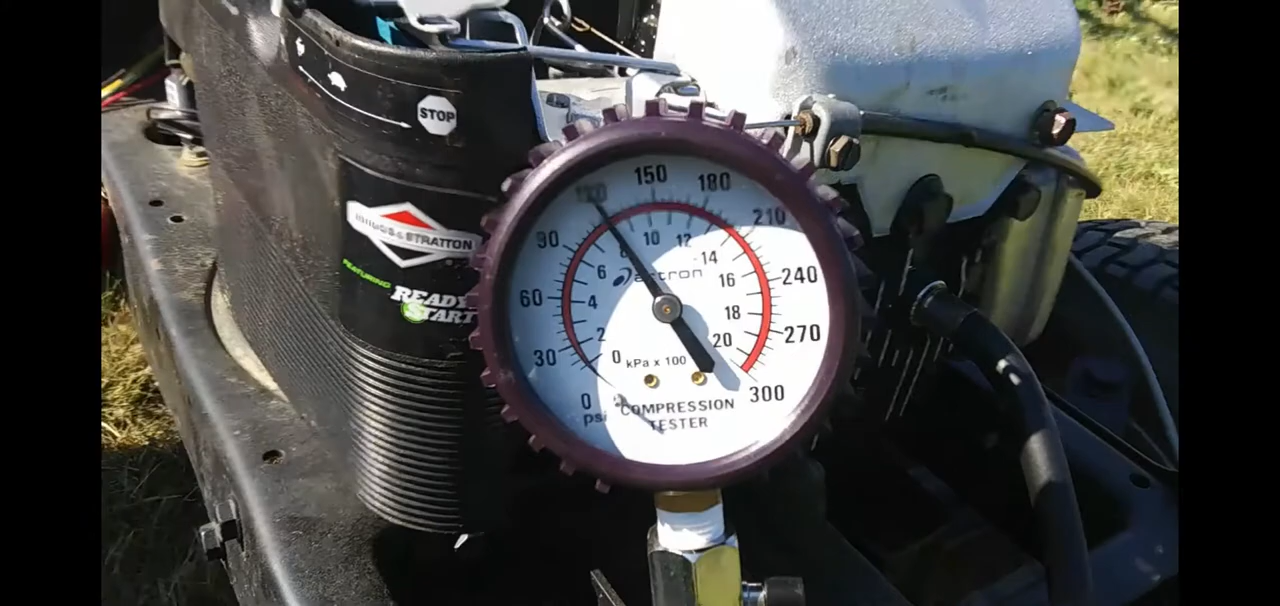 STOP
BRIGGS & STRATTON
FEATURING
READY
START
150
120
180
90
210
60
240
30
270
0
300
psi
10
12
8
14
6
16
4
18
2
20
0
actron
kPa x 100
COMPRESSION
TESTER